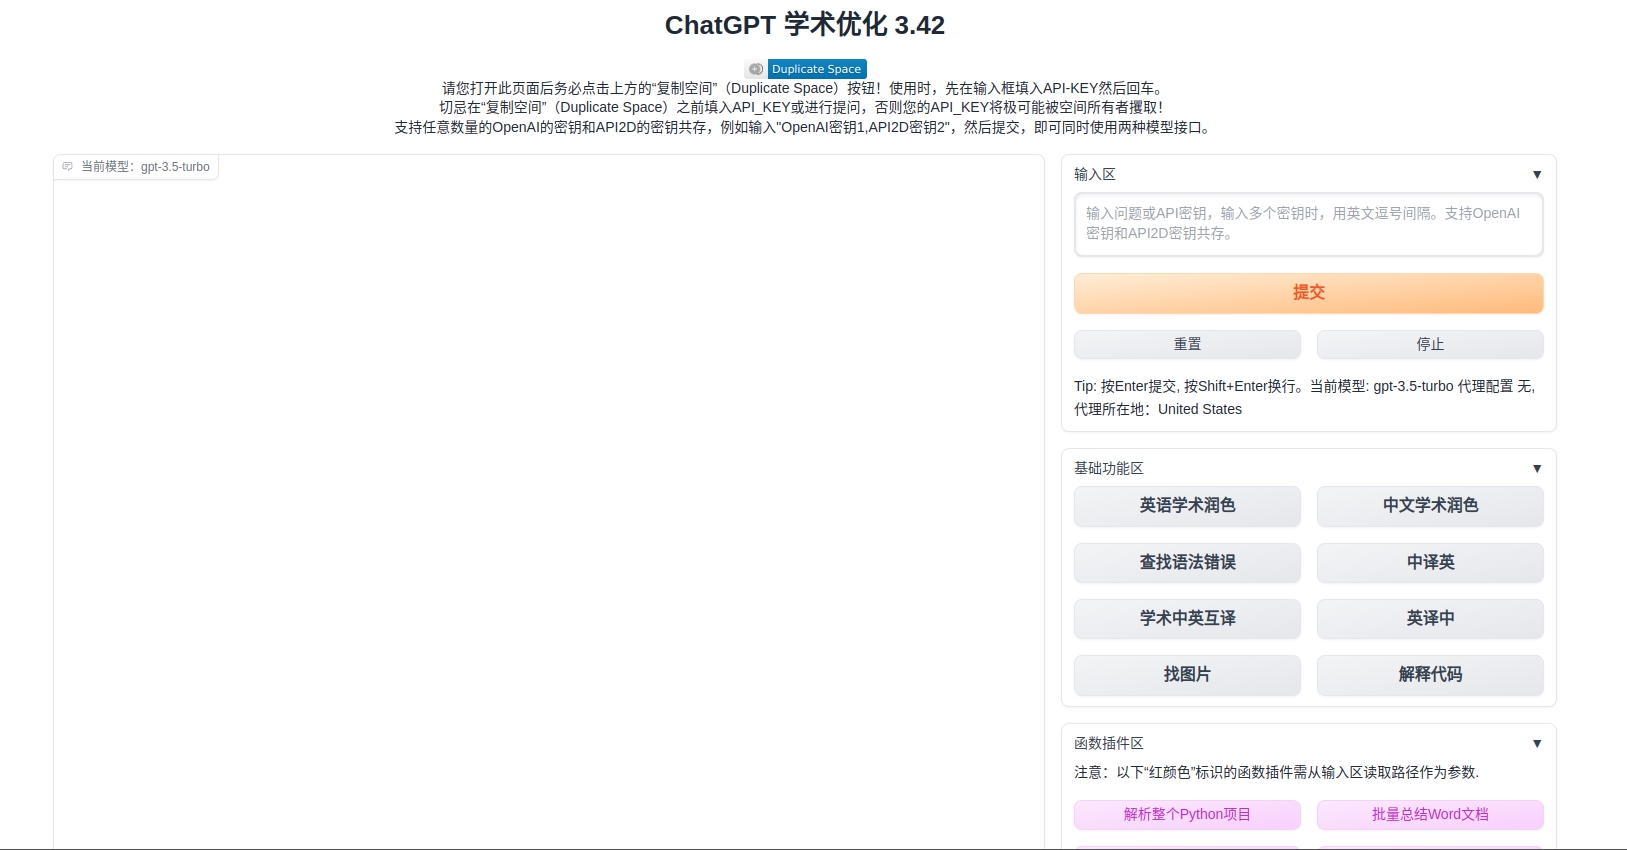 ChatGPT 学术优化 3.42
Duplicate Space
请您打开此页面后务必点击上方的“复制空间”（Duplicate Space）按钮！使用时，先在输入框填入API-KEY然后回车。
切忌在“复制空间”（Duplicate Space）之前填入API_KEY或进行提问，否则您的API_KEY将极可能被空间所有者攫取！
支持任意数量的OpenAI的密钥和API2D的密钥共存，例如输入"OpenAI密钥1,API2D密钥2"，然后提交，即可同时使用两种模型接口。
当前模型：gpt-3.5-turbo
输入区 ▼
输入问题或API密钥，输入多个密钥时，用英文逗号间隔。支持OpenAI
密钥和API2D密钥共存。
提交
重置 停止
Tip: 按Enter提交, 按Shift+Enter换行。当前模型: gpt-3.5-turbo 代理配置 无,
代理所在地：United States
基础功能区 ▼
英语学术润色 中文学术润色
查找语法错误 中译英
学术中英互译 英译中
找图片 解释代码
函数插件区 ▼
注意：以下“红颜色”标识的函数插件需从输入区读取路径作为参数.
解析整个Python项目 批量总结Word文档